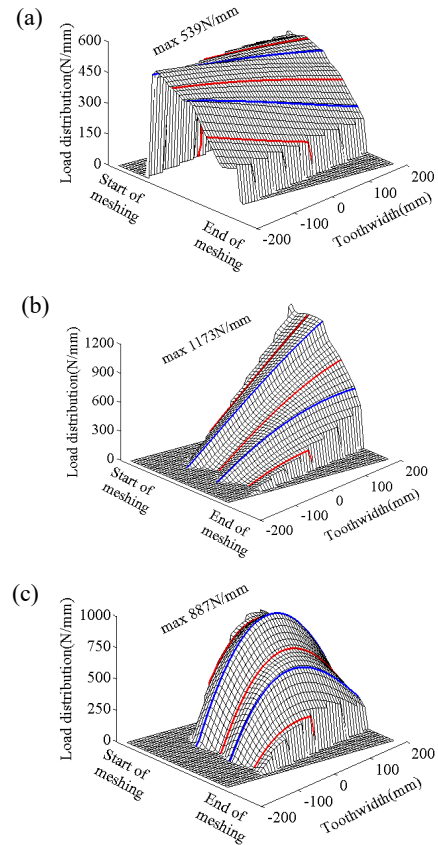 (a)
max 539N/mm
Load distribution(N/mm)
600
450
300
150
0
Start of
meshing
End of
meshing
-200
-100
0
100
200
Toothwidth(mm)
(b)
max 1173N/mm
Load distribution(N/mm)
1200
900
600
300
0
Start of
meshing
End of
meshing
-200
-100
0
100
200
Toothwidth(mm)
(c)
max 887N/mm
Load distribution(N/mm)
1000
750
500
250
0
Start of
meshing
End of
meshing
-200
-100
0
100
200
Toothwidth(mm)